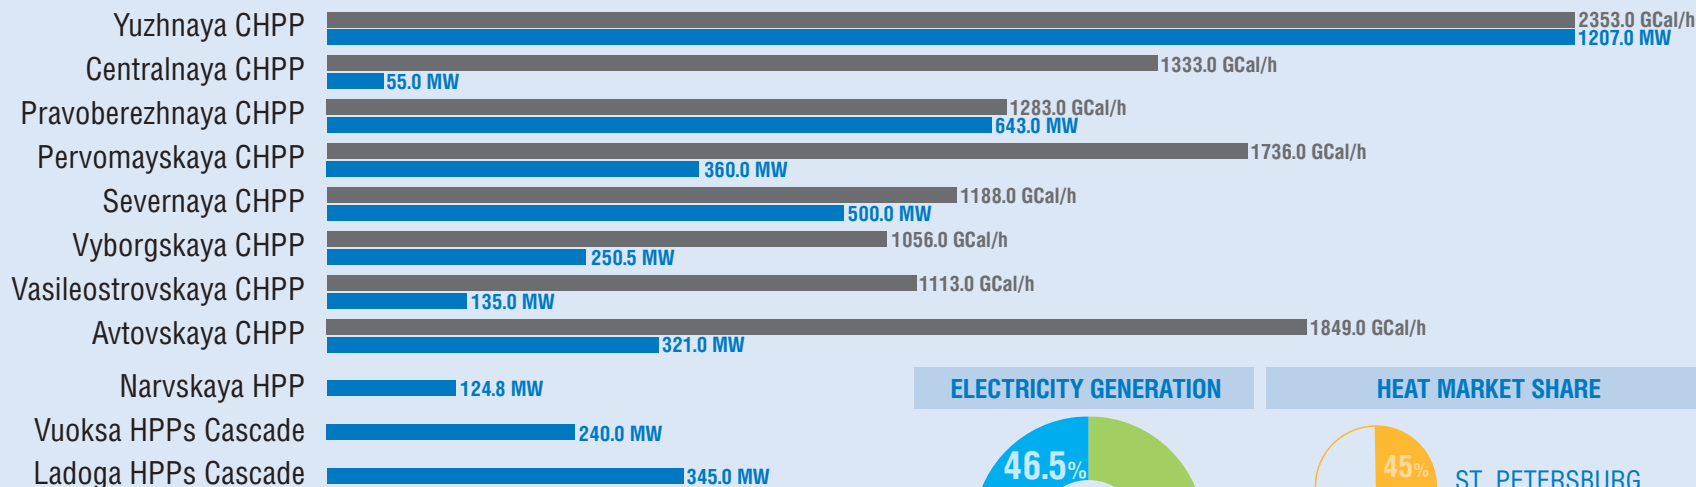 Yuzhnaya CHPP
2353.0 GCal/h
1207.0 MW
Centralnaya CHPP
1333.0 GCal/h
55.0 MW
Pravoberezhnaya CHPP
1283.0 GCal/h
643.0 MW
Pervomayskaya CHPP
1736.0 GCal/h
360.0 MW
Severnaya CHPP
1188.0 GCal/h
500.0 MW
Vyborgskaya CHPP
1056.0 GCal/h
250.5 MW
Vasileostrovskaya CHPP
1113.0 GCal/h
135.0 MW
Avtovskaya CHPP
1849.0 GCal/h
321.0 MW
Narvskaya HPP
124.8 MW
Vuoksa HPPs Cascade
240.0 MW
Ladoga HPPs Cascade
345.0 MW
ELECTRICITY GENERATION
46.5%
HEAT MARKET SHARE
45%
ST. PETERSBURG